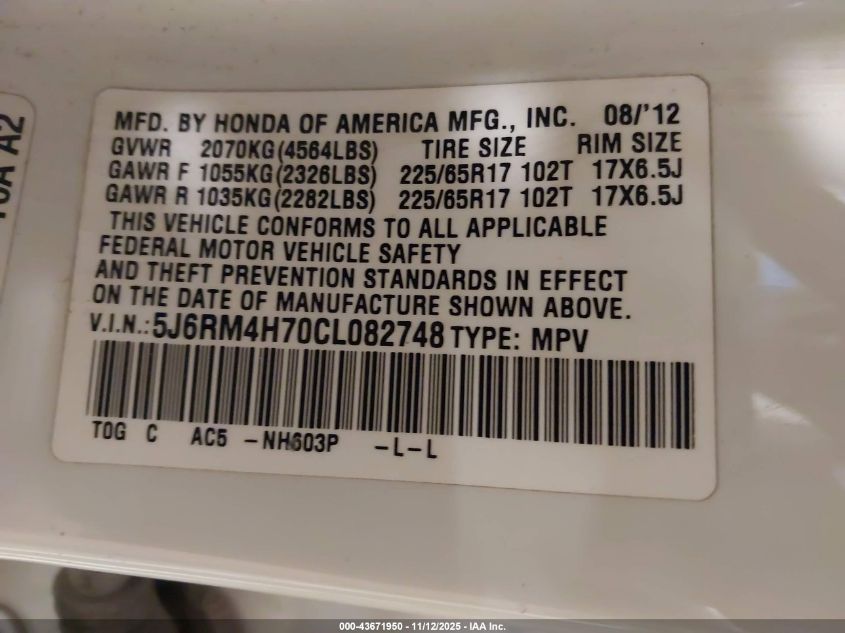 MFD. BY HONDA OF AMERICA MFG., INC. 08/'12
GVWR 2070KG(4564LBS) TIRE SIZE RIM SIZE
GAWR F 1055KG(2326LBS) 225/65R17 102T 17X6.5J
GAWR R 1035KG(2282LBS) 225/65R17 102T 17X6.5J
THIS VEHICLE CONFORMS TO ALL APPLICABLE
FEDERAL MOTOR VEHICLE SAFETY
AND THEFT PREVENTION STANDARDS IN EFFECT
ON THE DATE OF MANUFACTURE SHOWN ABOVE.
V.I.N.:5J6RM4H70CL082748 TYPE: MPV
T0G C AC5 -NH603P -L-L
A2
000-43671950 - 11/12/2025 - IAA Inc.